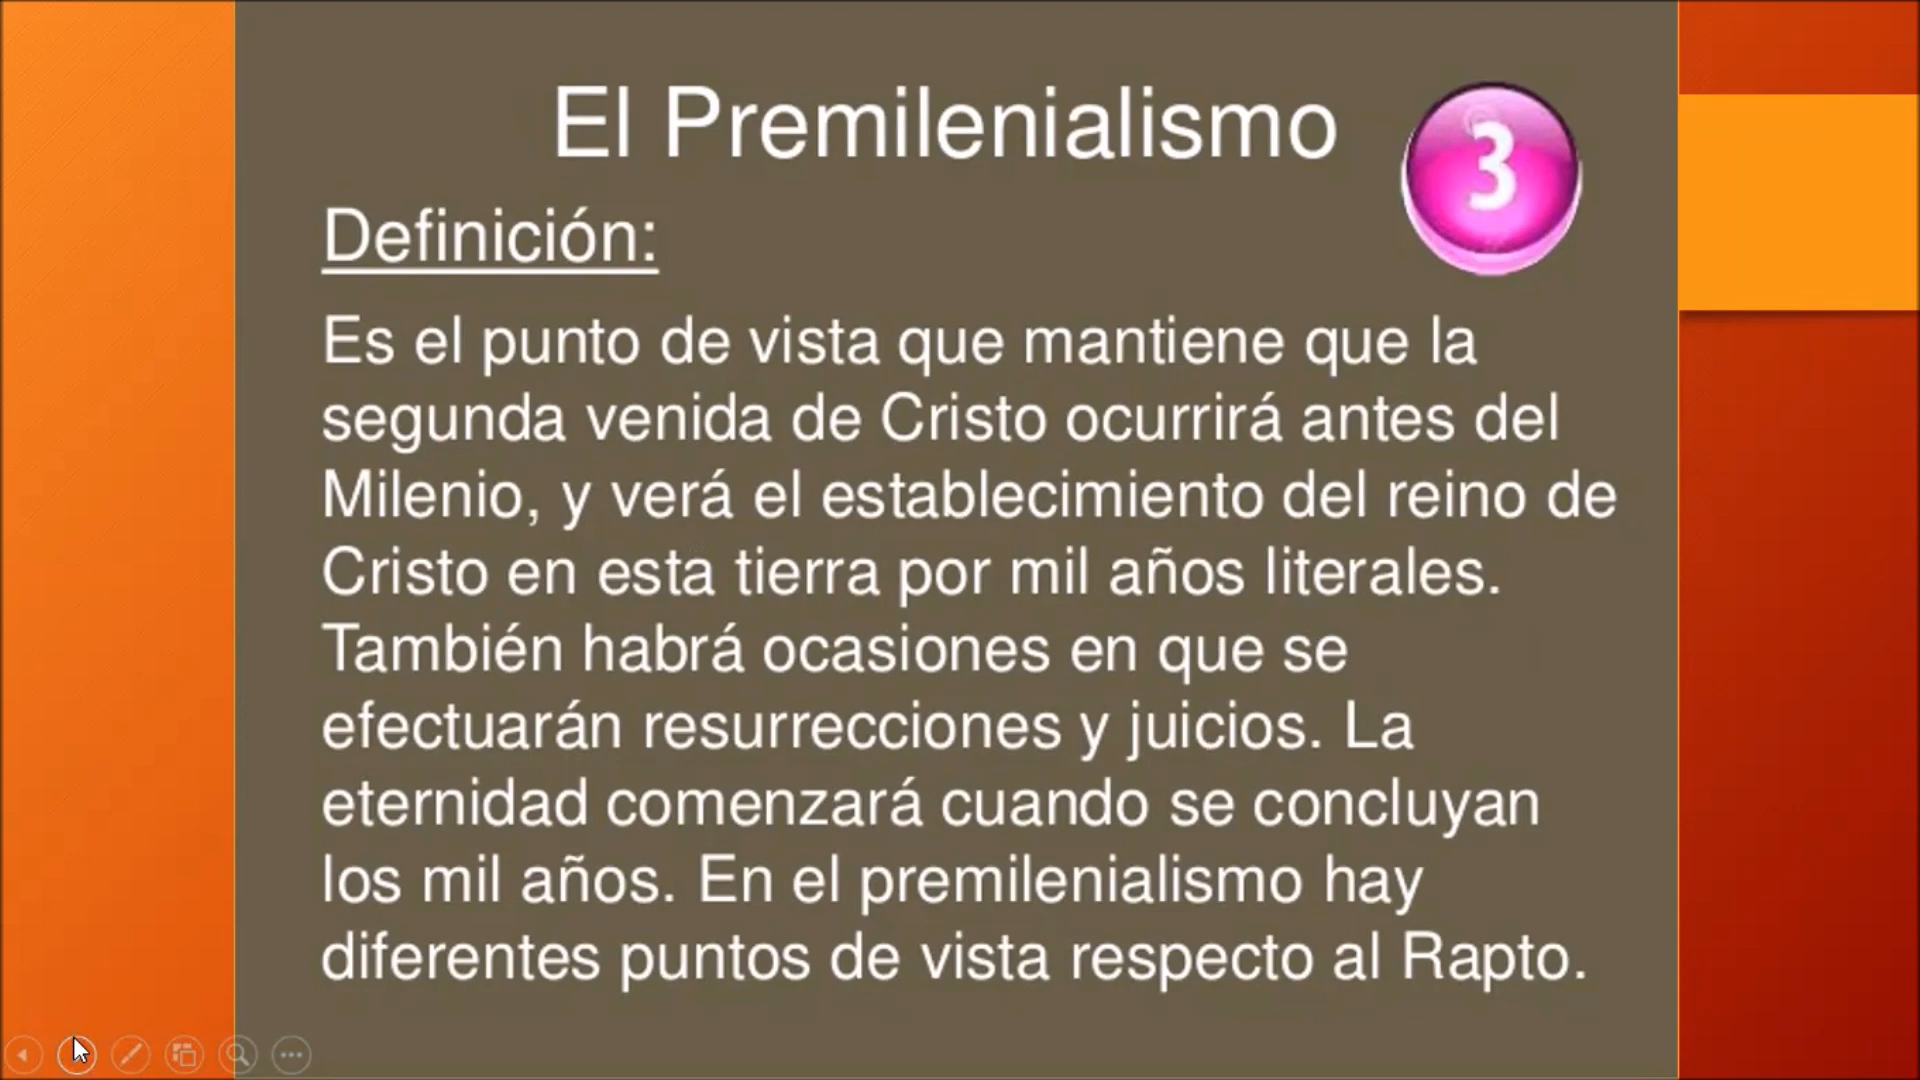 El Premilenialismo
3
Definición:
Es el punto de vista que mantiene que la
segunda venida de Cristo ocurrirá antes del
Milenio, y verá el establecimiento del reino de
Cristo en esta tierra por mil años literales.
También habrá ocasiones en que se
efectuarán resurrecciones y juicios. La
eternidad comenzará cuando se concluyan
los mil años. En el premilenialismo hay
diferentes puntos de vista respecto al Rapto.